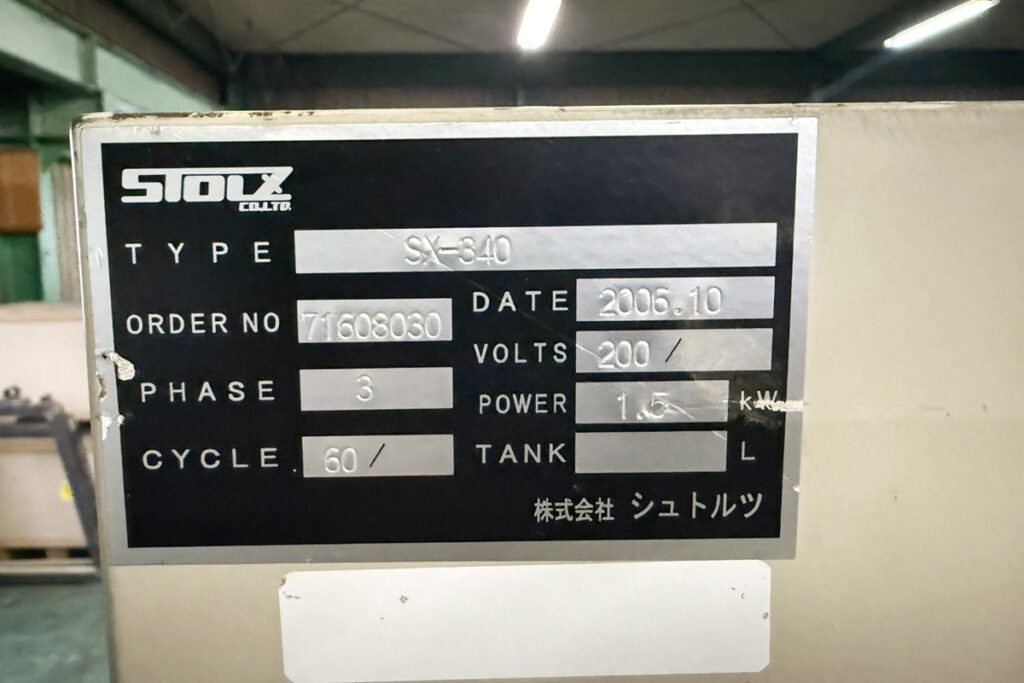 STOLZ
CO.,LTD.
TYPE SX-340
ORDER NO 71608030
DATE 2006.10
VOLTS 200 /
PHASE 3
POWER 1.5 kW
CYCLE 60 /
TANK L
株式会社 シュトルツ